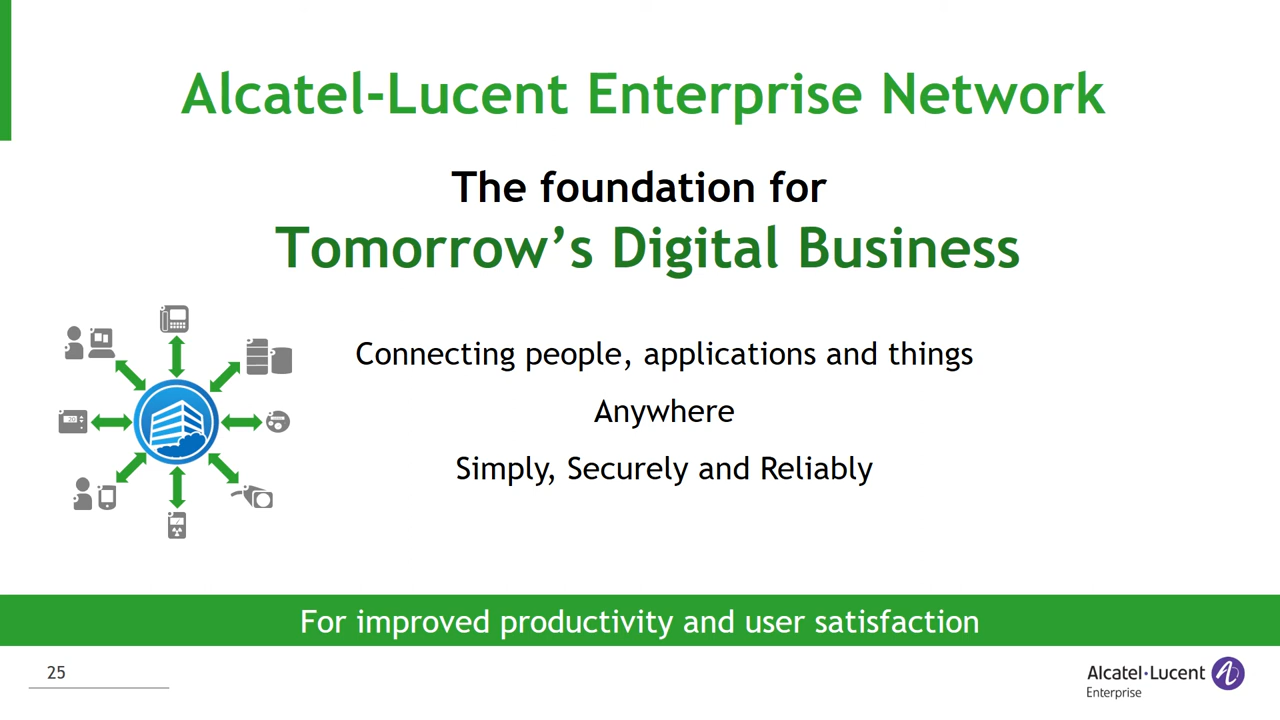 Alcatel-Lucent Enterprise Network
The foundation for
Tomorrow’s Digital Business
Connecting people, applications and things
Anywhere
Simply, Securely and Reliably
For improved productivity and user satisfaction
25
Alcatel·Lucent
Enterprise